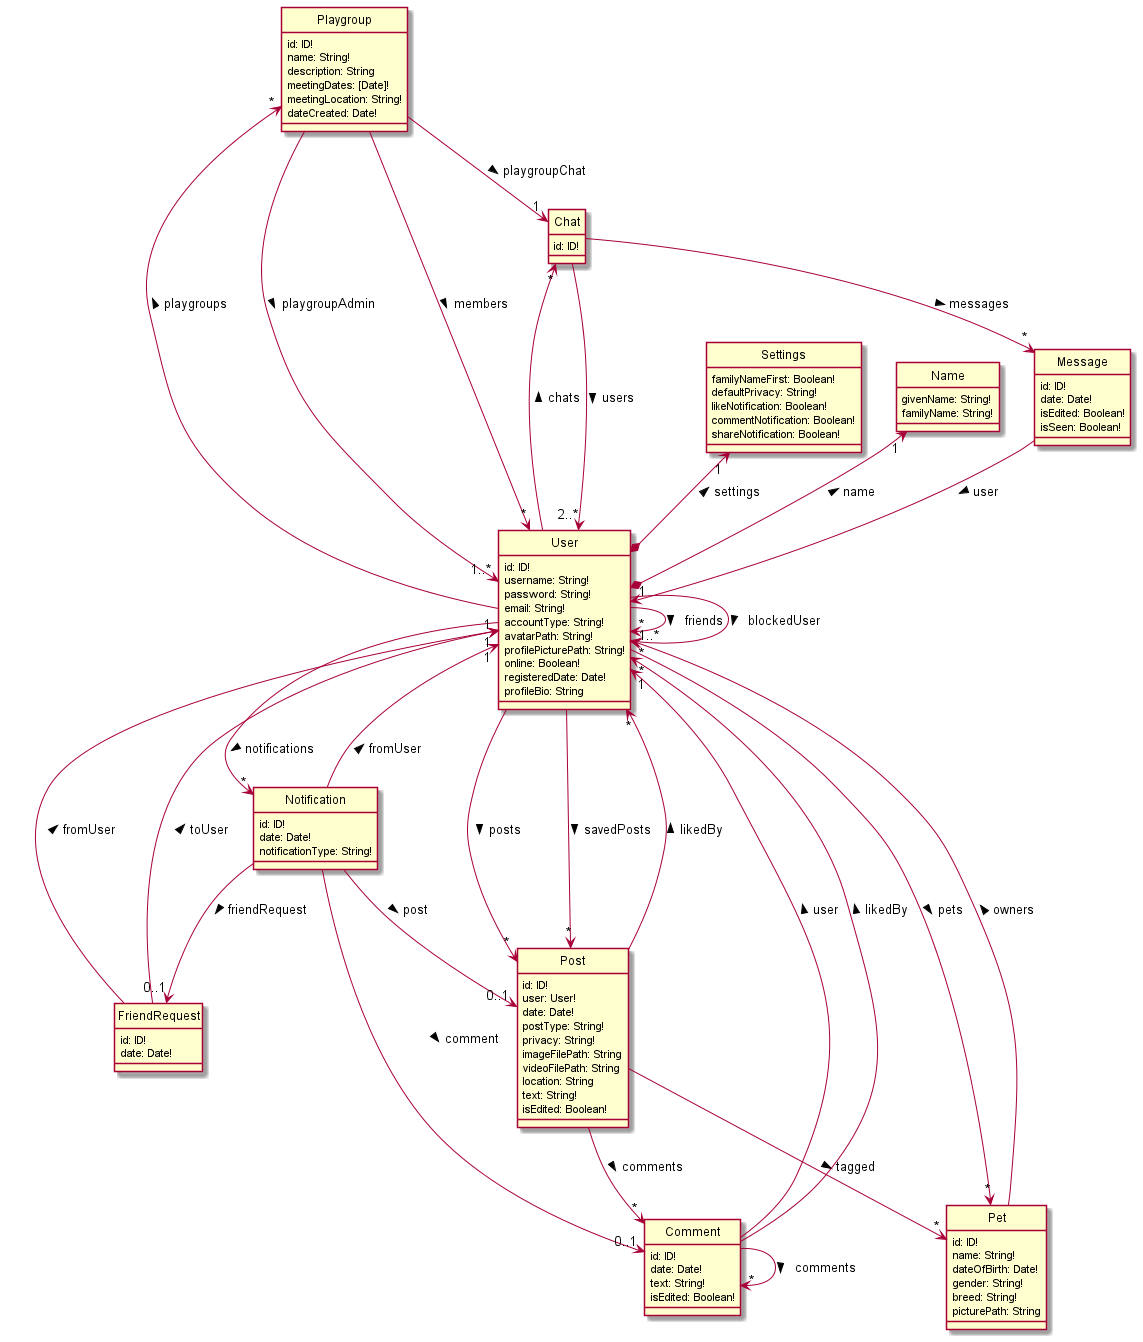 Playgroup
id: ID!
name: String!
description: String
meetingDates: [Date]!
meetingLocation: String!
dateCreated: Date!
*
playgroupChat
1
Chat
id: ID!
*
playgroups
playgroupAdmin
members
messages
*
Settings
familyNameFirst: Boolean!
defaultPrivacy: String!
likeNotification: Boolean!
commentNotification: Boolean!
shareNotification: Boolean!
1
Name
givenName: String!
familyName: String!
1
Message
id: ID!
date: Date!
isEdited: Boolean!
isSeen: Boolean!
chats
users
settings
name
user
*
2..*
1..*
User
id: ID!
username: String!
password: String!
email: String!
accountType: String!
avatarPath: String!
profilePicturePath: String!
online: Boolean!
registeredDate: Date!
profileBio: String
1
*
friends
blockedUser
1..*
*
*
1
1
1
1
*
notifications
fromUser
*
Notification
id: ID!
date: Date!
notificationType: String!
fromUser
toUser
posts
savedPosts
likedBy
friendRequest
post
user
likedBy
pets
owners
*
*
0..1
0..1
FriendRequest
id: ID!
date: Date!
comment
Post
id: ID!
user: User!
date: Date!
postType: String!
privacy: String!
imageFilePath: String
videoFilePath: String
location: String
text: String!
isEdited: Boolean!
comments
tagged
*
*
*
0..1
Comment
id: ID!
date: Date!
text: String!
isEdited: Boolean!
*
comments
Pet
id: ID!
name: String!
dateOfBirth: Date!
gender: String!
breed: String!
picturePath: String